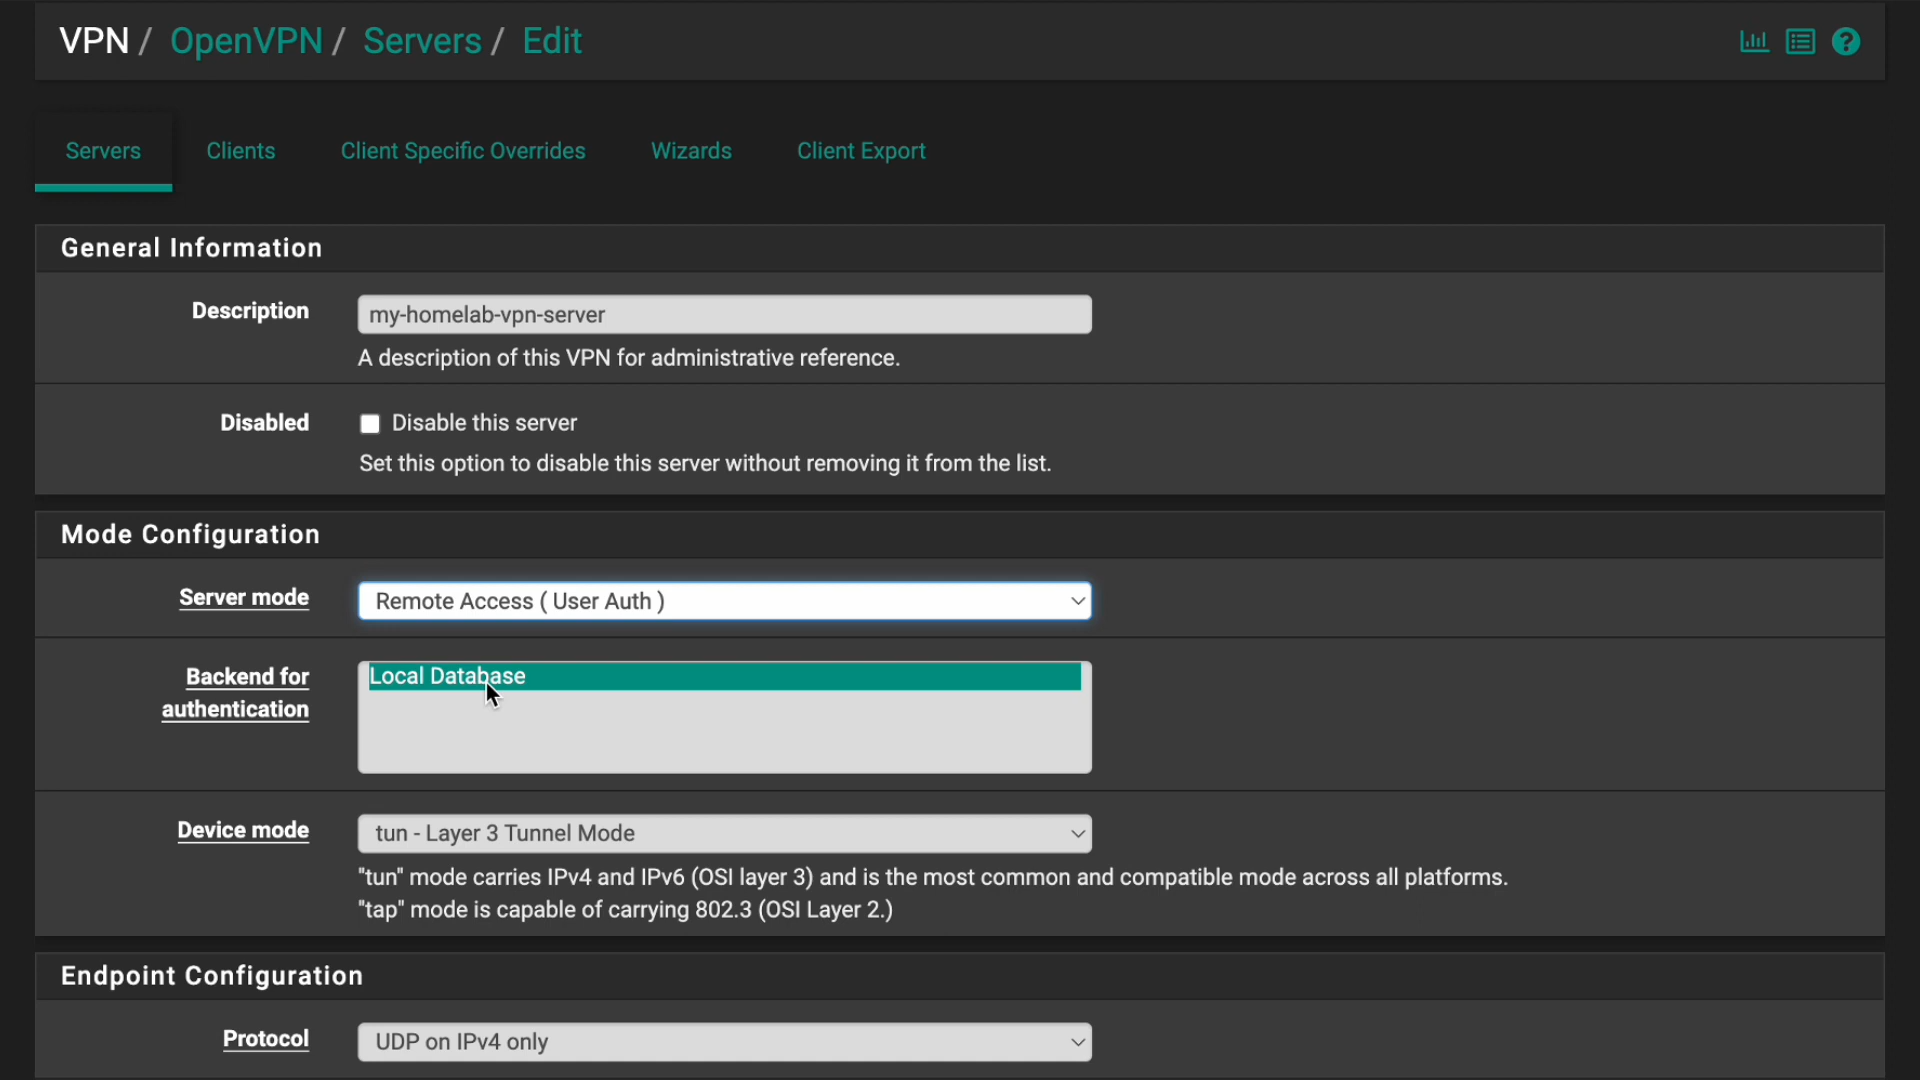 VPN / OpenVPN / Servers / Edit
Servers Clients Client Specific Overrides Wizards Client Export
General Information
Description my-homelab-vpn-server
A description of this VPN for administrative reference.
Disabled Disable this server
Set this option to disable this server without removing it from the list.
Mode Configuration
Server mode Remote Access ( User Auth )
Backend for
authentication
Local Database
Device mode tun - Layer 3 Tunnel Mode
"tun" mode carries IPv4 and IPv6 (OSI layer 3) and is the most common and compatible mode across all platforms.
"tap" mode is capable of carrying 802.3 (OSI Layer 2.)
Endpoint Configuration
Protocol UDP on IPv4 only